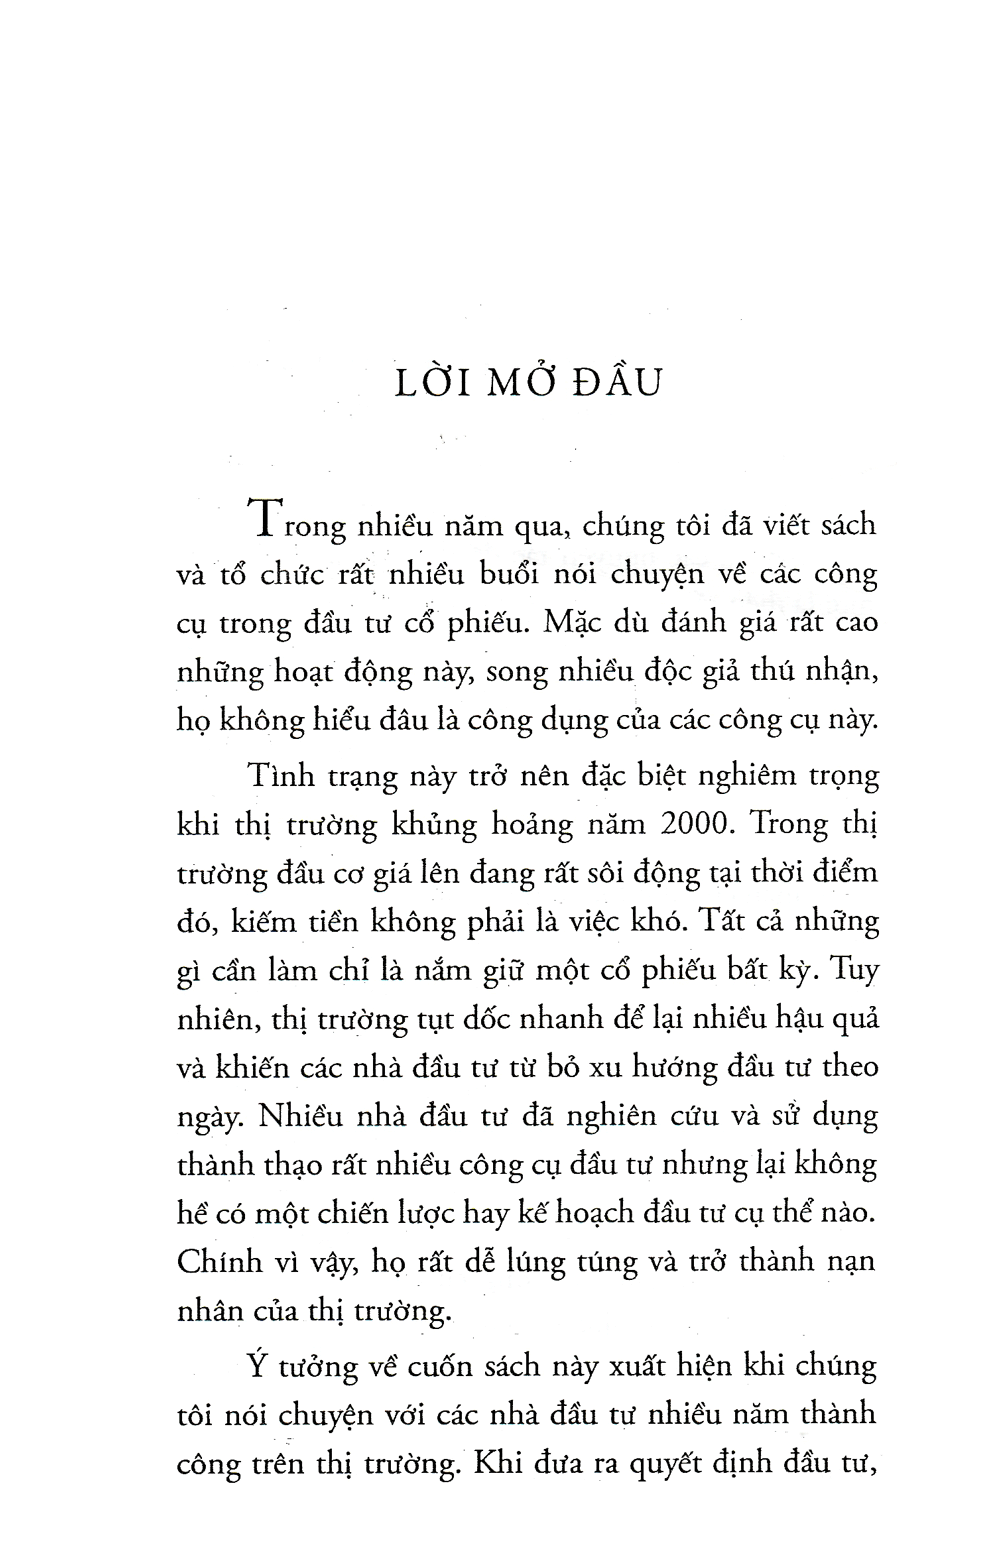 LỜI MỞ ĐẦU
Trong nhiều năm qua, chúng tôi đã viết sách
và tổ chức rất nhiều buổi nói chuyện về các công
cụ trong đầu tư cổ phiếu. Mặc dù đánh giá rất cao
những hoạt động này, song nhiều độc giả thú nhận,
họ không hiểu đâu là công dụng của các công cụ này.
Tình trạng này trở nên đặc biệt nghiêm trọng
khi thị trường khủng hoảng năm 2000. Trong thị
trường đầu cơ giá lên đang rất sôi động tại thời điểm
đó, kiếm tiền không phải là việc khó. Tất cả những
gì cần làm chỉ là nắm giữ một cổ phiếu bất kỳ. Tuy
nhiên, thị trường tụt dốc nhanh để lại nhiều hậu quả
và khiến các nhà đầu tư từ bỏ xu hướng đầu tư theo
ngày. Nhiều nhà đầu tư đã nghiên cứu và sử dụng
thành thạo rất nhiều công cụ đầu tư nhưng lại không
hề có một chiến lược hay kế hoạch đầu tư cụ thể nào.
Chính vì vậy, họ rất dễ lúng túng và trở thành nạn
nhân của thị trường.
Ý tưởng về cuốn sách này xuất hiện khi chúng
tôi nói chuyện với các nhà đầu tư nhiều năm thành
công trên thị trường. Khi đưa ra quyết định đầu tư,